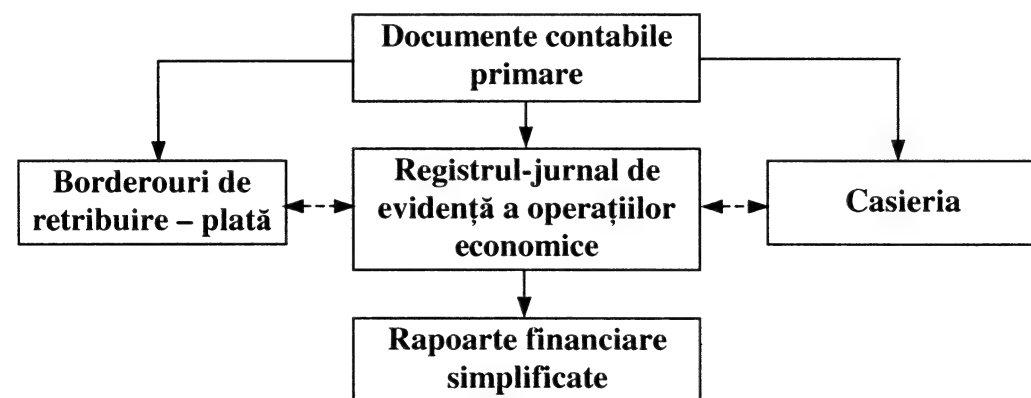 Documente contabile
primare
Borderouri de
retribuire – plată
Registrul-jurnal de
evidență a operațiilor
economice
Casieria
Rapoarte financiare
simplificate